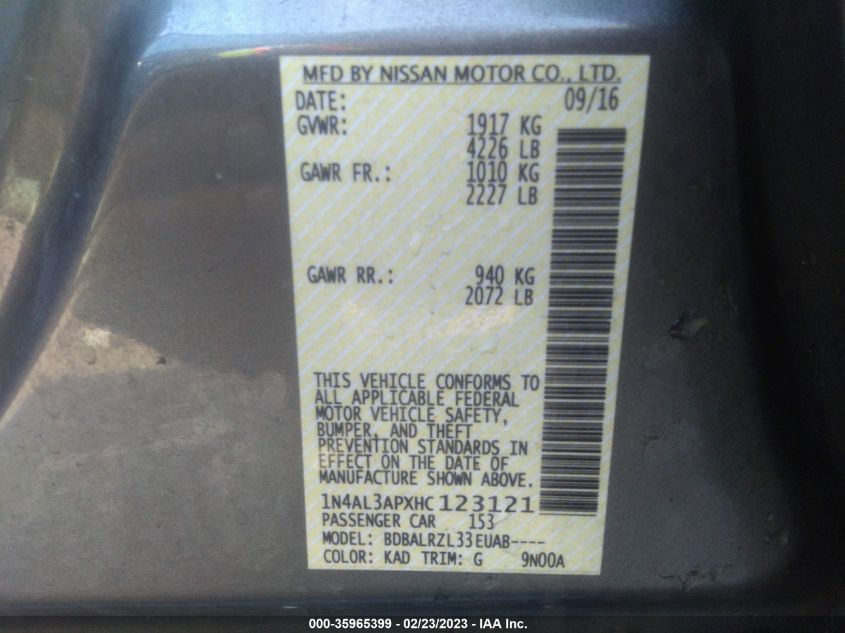 MFD BY NISSAN MOTOR CO., LTD.
DATE: 09/16
GVWR: 1917 KG
4226 LB
GAWR FR.: 1010 KG
2227 LB
GAWR RR.: 940 KG
2072 LB
THIS VEHICLE CONFORMS TO
ALL APPLICABLE FEDERAL
MOTOR VEHICLE SAFETY,
BUMPER, AND THEFT
PREVENTION STANDARDS IN
EFFECT ON THE DATE OF
MANUFACTURE SHOWN ABOVE.
1N4AL3APXHC 123121
PASSENGER CAR 153
MODEL: BDBALRZL33EUAB----
COLOR: KAD TRIM: G 9N00A
000-35965399 - 02/23/2023 - IAA Inc.